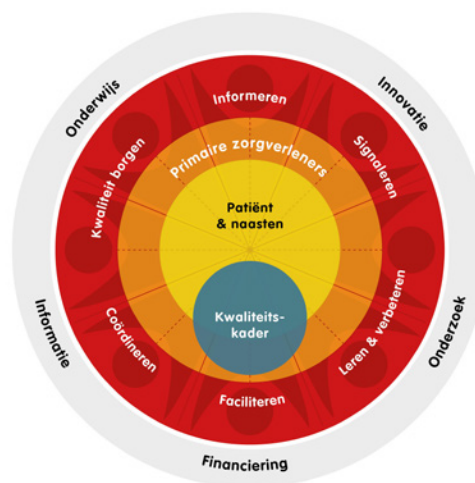 Onderwijs
Innovatie
Informeren
Kwaliteit borgen
Signaleren
Primaire zorgverleners
Patiënt
& naasten
Kwaliteits-
kader
Informatie
Coördineren
Leren & verbeteren
Onderzoek
Faciliteren
Financiering